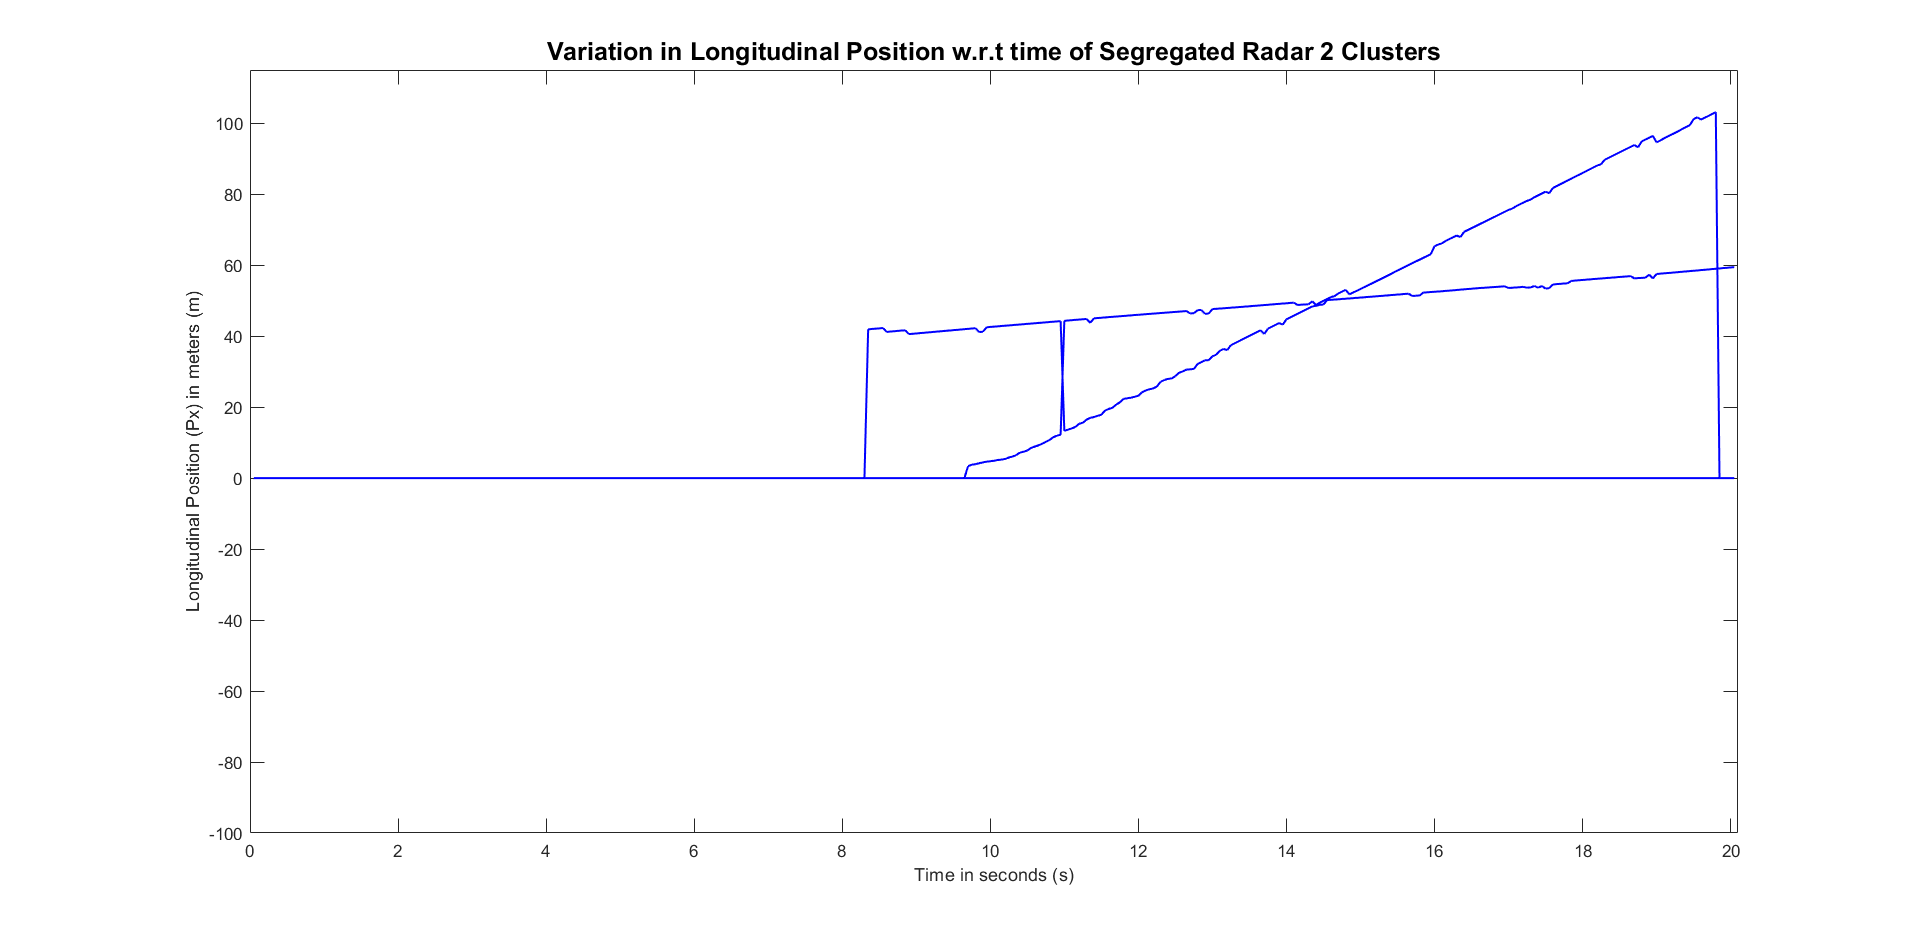 Variation in Longitudinal Position w.r.t time of Segregated Radar 2 Clusters
Longitudinal Position (Px) in meters (m)
100
80
60
40
20
0
-20
-40
-60
-80
-100
0 2 4 6 8 10 12 14 16 18 20
Time in seconds (s)